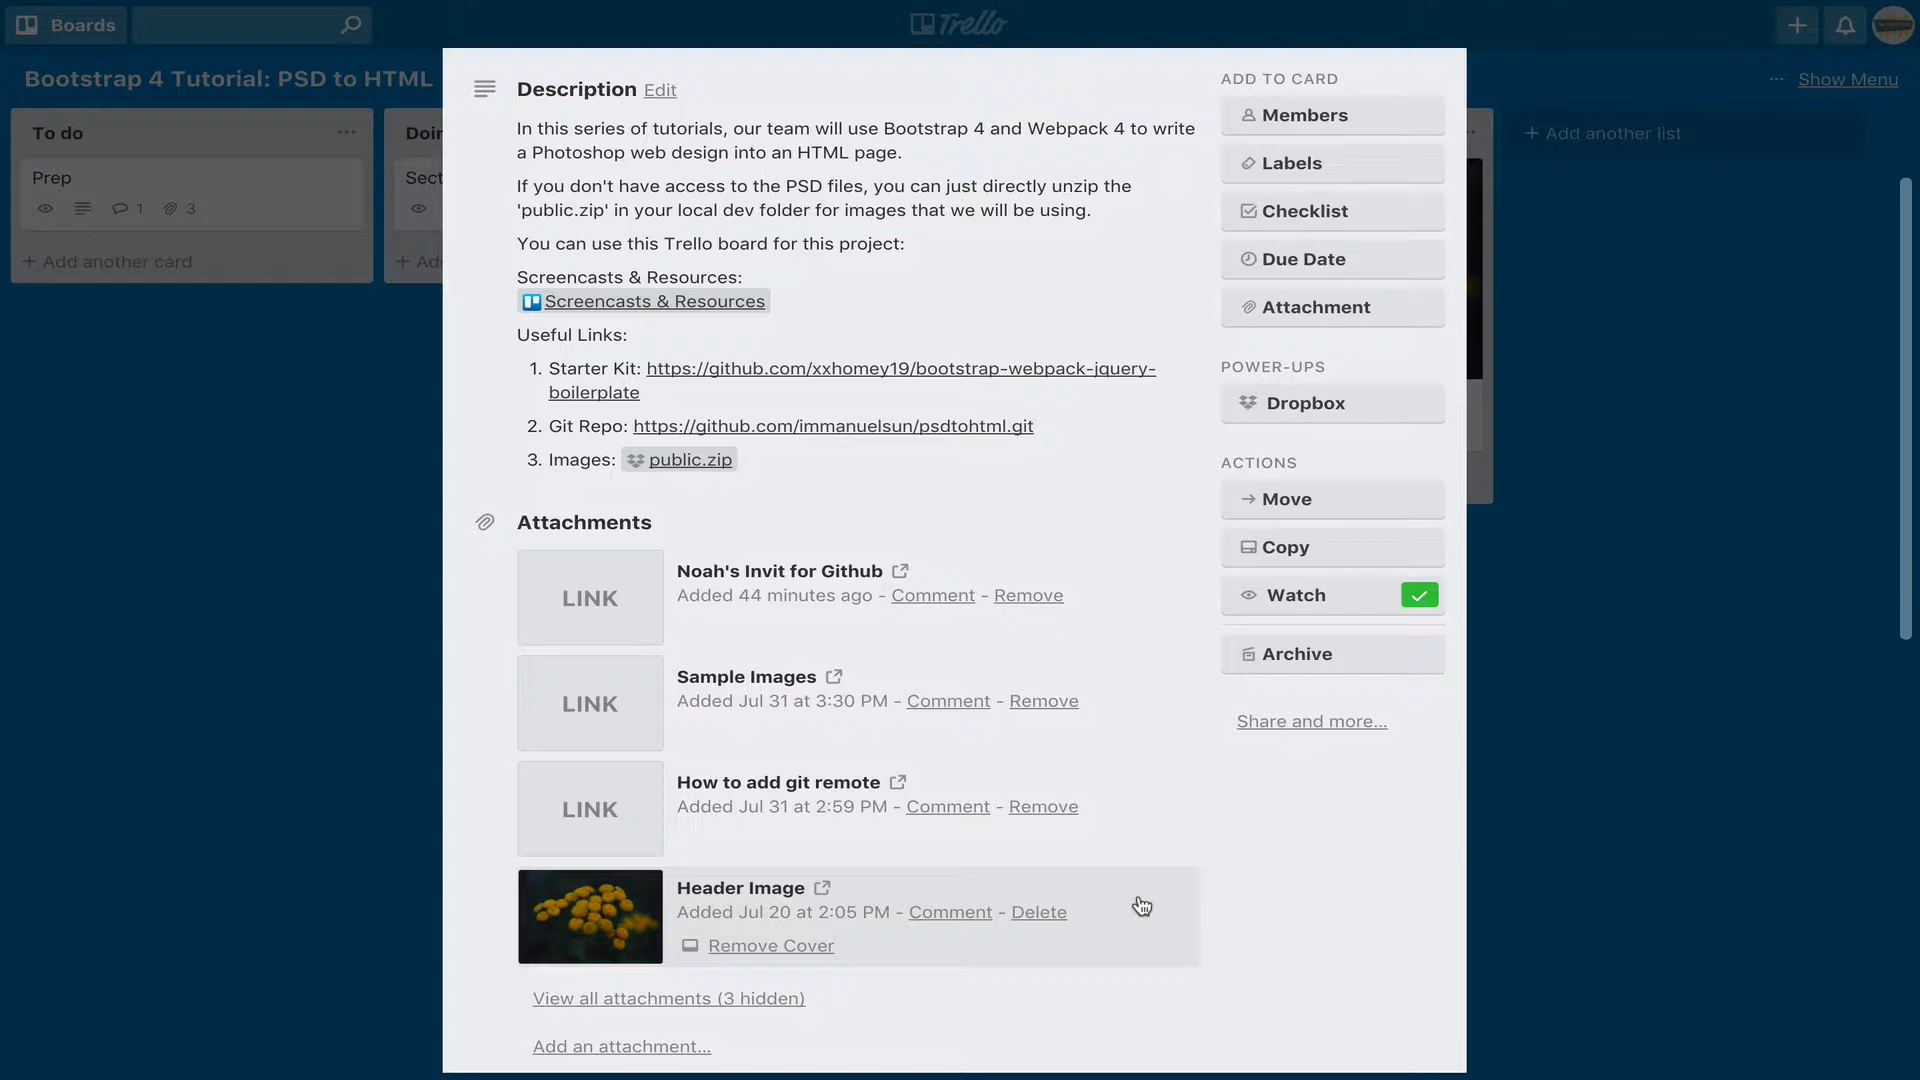 Boards
Trello
Bootstrap 4 Tutorial: PSD to HTML
Show Menu
To do
Prep
1
3
+ Add another card
Doin
Sect
+ Ad
+ Add another list
Description Edit
In this series of tutorials, our team will use Bootstrap 4 and Webpack 4 to write
a Photoshop web design into an HTML page.
If you don't have access to the PSD files, you can just directly unzip the
'public.zip' in your local dev folder for images that we will be using.
You can use this Trello board for this project:
Screencasts & Resources:
Screencasts & Resources
Useful Links:
1. Starter Kit: https://github.com/xxhomey19/bootstrap-webpack-jquery-
boilerplate
2. Git Repo: https://github.com/immanuelsun/psdtohtml.git
3. Images: public.zip
Attachments
LINK
Noah's Invit for Github
Added 44 minutes ago - Comment - Remove
LINK
Sample Images
Added Jul 31 at 3:30 PM - Comment - Remove
LINK
How to add git remote
Added Jul 31 at 2:59 PM - Comment - Remove
Header Image
Added Jul 20 at 2:05 PM - Comment - Delete
Remove Cover
View all attachments (3 hidden)
Add an attachment...
ADD TO CARD
Members
Labels
Checklist
Due Date
Attachment
POWER-UPS
Dropbox
ACTIONS
Move
Copy
Watch
Archive
Share and more...